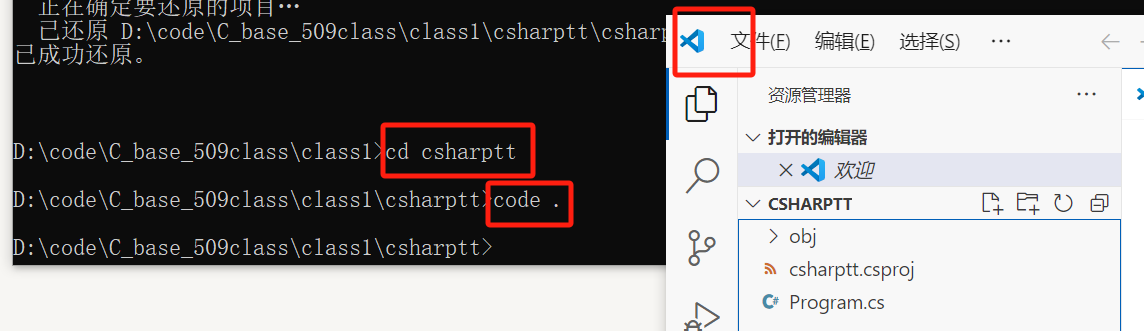 正在确定要还原的项目…
已还原 D:\code\C_base_509class\class1\csharptt\csharp
已成功还原。
D:\code\C_base_509class\class1>cd csharptt
D:\code\C_base_509class\class1\csharptt>code .
D:\code\C_base_509class\class1\csharptt>
文件(F) 编辑(E) 选择(S) ···
资源管理器 ···
打开的编辑器
欢迎
CSHARPTT
obj
csharptt.csproj
C# Program.cs